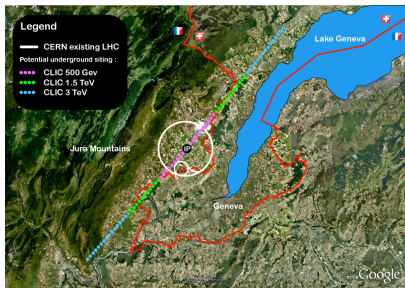 Legend
CERN existing LHC
Potential underground siting :
CLIC 500 Gev
CLIC 1.5 TeV
CLIC 3 TeV
Lake Geneva
Jura Mountains
IP
Geneva
Google